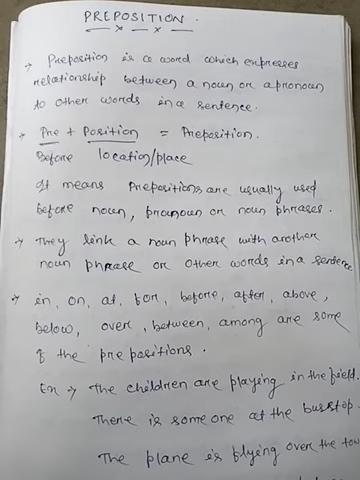 PREPOSITION.
→ Preposition is a word which expresses
relationship between a noun or a pronoun
to other words in a sentence.
→ Pre + Position = Preposition.
Before location/place
It means Prepositions are usually used
before noun, pronoun or noun phrases.
→ They link a noun phrase with another
noun phrase or other words in a sentence
→ in, on, at, for, before, after, above,
below, over, between, among are some
of the prepositions.
Ex → The children are playing in the field.
There is some one at the busstop.
The plane is flying over the tow